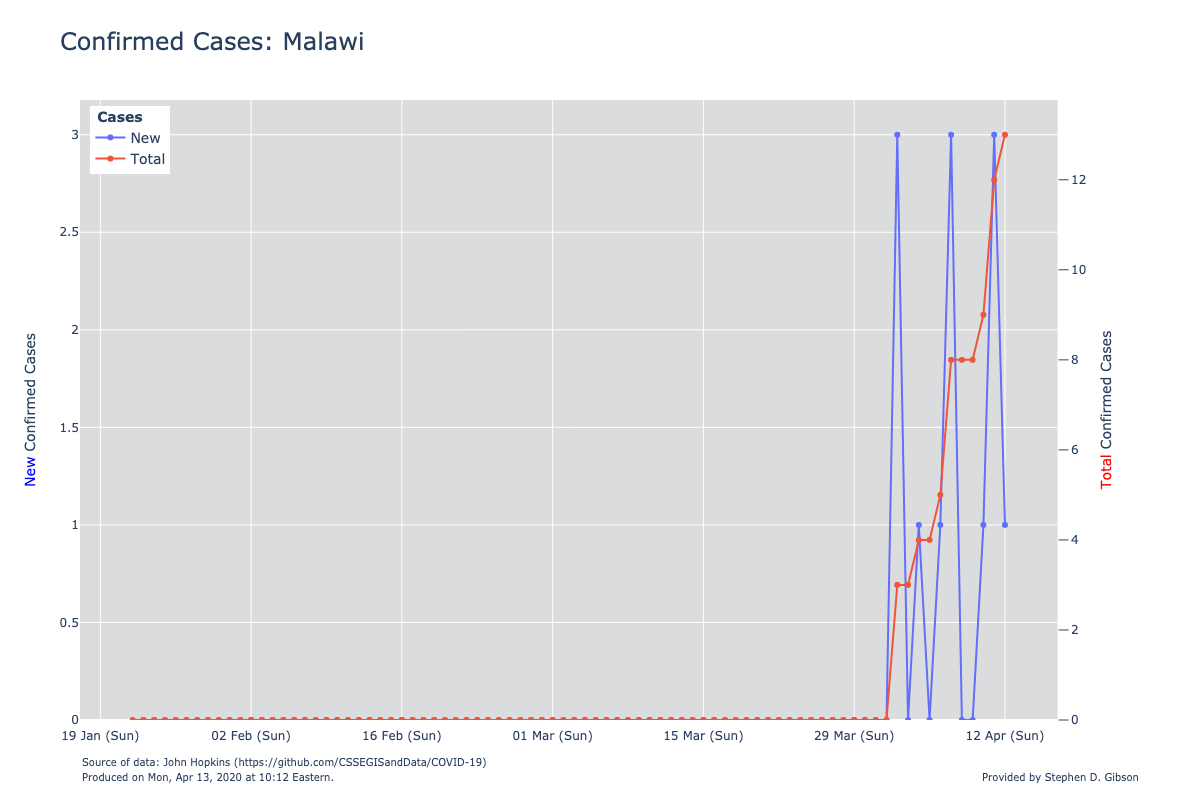 Confirmed Cases: Malawi
Cases
New
Total
3
2.5
2
1.5
1
0.5
0
12
10
8
6
4
2
0
New Confirmed Cases
Total Confirmed Cases
19 Jan (Sun) 02 Feb (Sun) 16 Feb (Sun) 01 Mar (Sun) 15 Mar (Sun) 29 Mar (Sun) 12 Apr (Sun)
Source of data: John Hopkins (https://github.com/CSSEGISandData/COVID-19)
Produced on Mon, Apr 13, 2020 at 10:12 Eastern.
Provided by Stephen D. Gibson